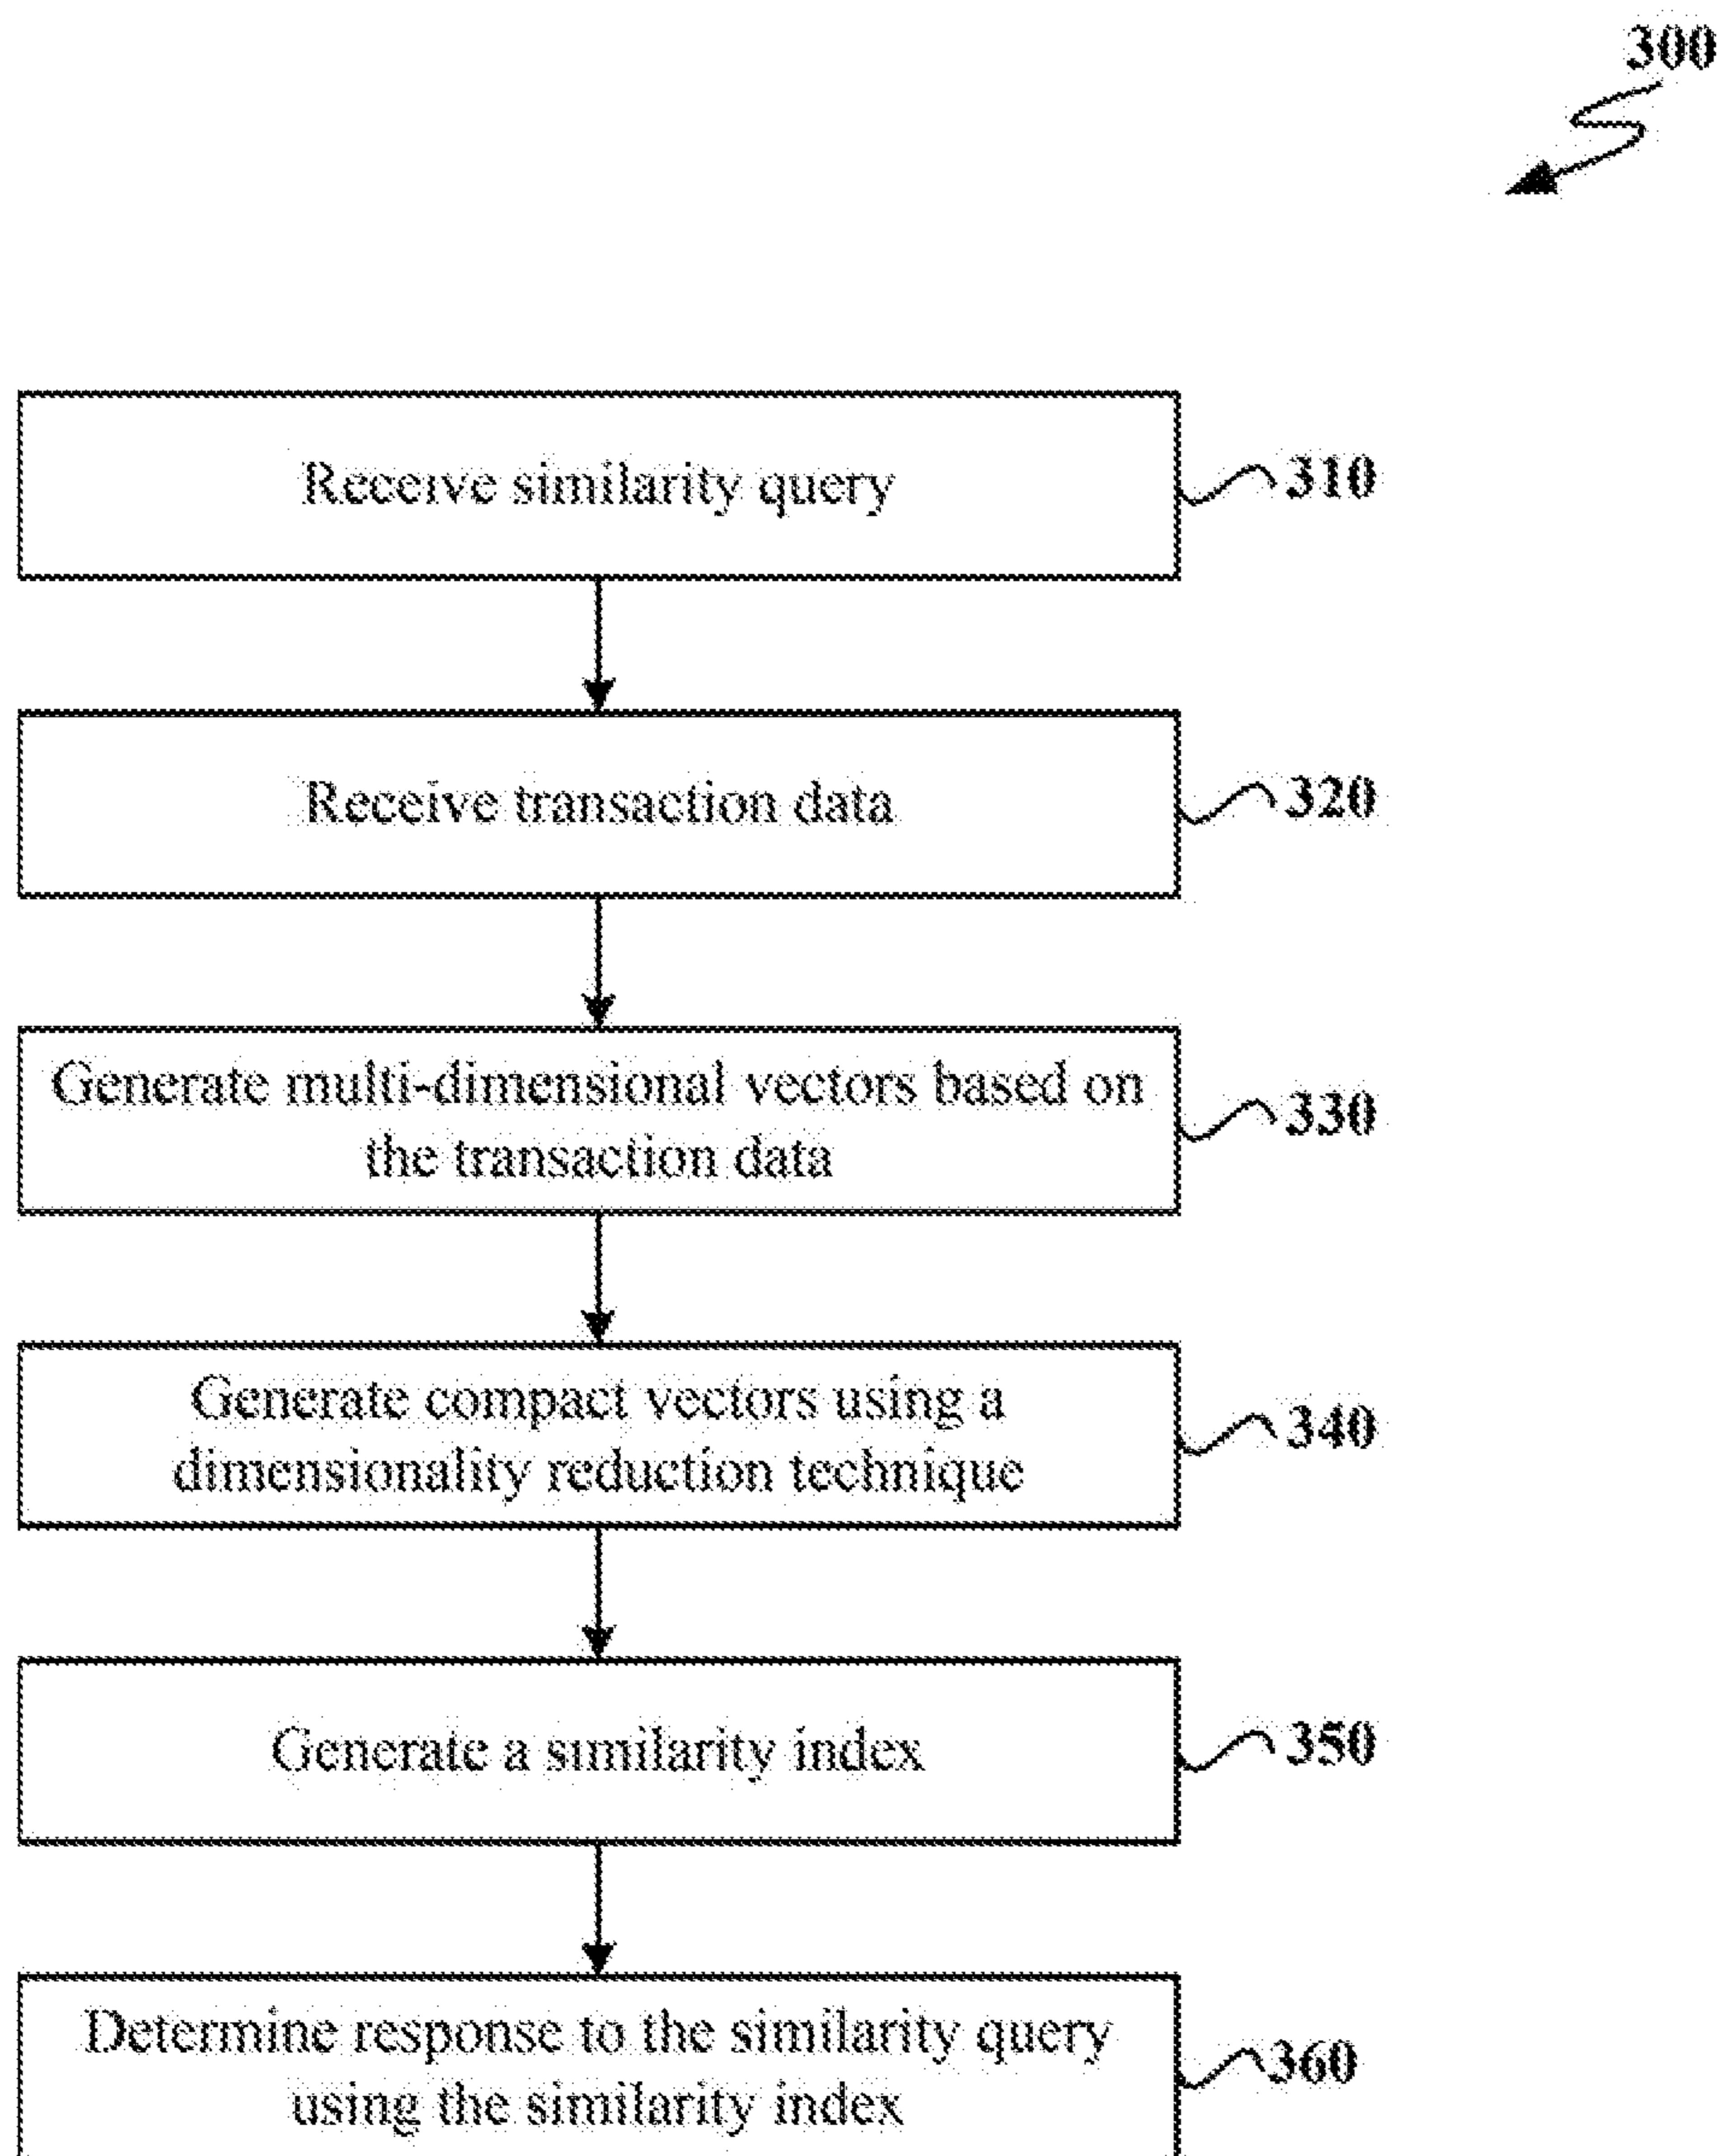 300
Receive similarity query
310
Receive transaction data
320
Generate multi-dimensional vectors based on
the transaction data
330
Generate compact vectors using a
dimensionality reduction technique
340
Generate a similarity index
350
Determine response to the similarity query
using the similarity index
360